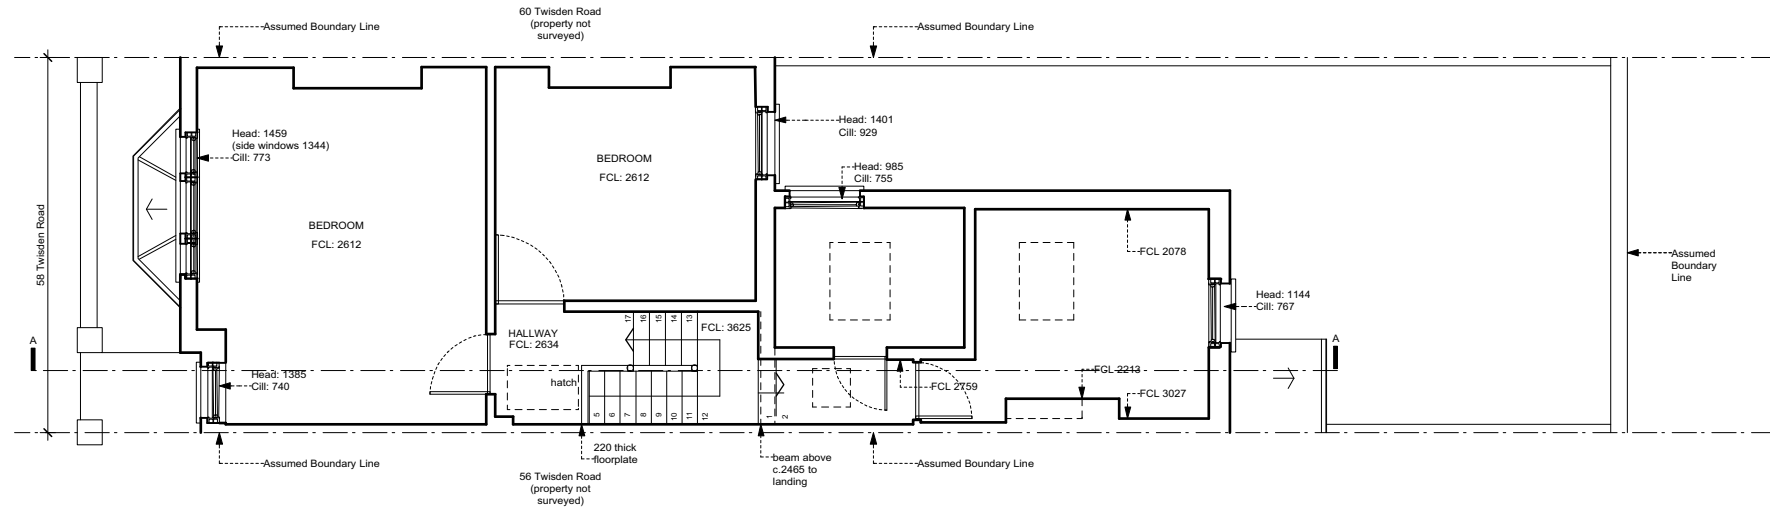 60 Twisden Road
(property not
surveyed)
Assumed Boundary Line
Assumed Boundary Line
Assumed Boundary Line
Head: 1459
(side windows 1344)
Cill: 773
Head: 1401
Cill: 929
Head: 985
Cill: 755
BEDROOM
FCL: 2612
BEDROOM
FCL: 2612
58 Twisden Road
FCL 2078
Assumed
Boundary
Line
Head: 1144
Cill: 767
HALLWAY
FCL: 2634
FCL: 3625
17
16
15
14
13
A
A
Head: 1385
Cill: 740
hatch
FCL 2759
FCL 2213
FCL 3027
5
6
7
8
9
10
11
12
1
2
220 thick
floorplate
beam above
c.2465 to
landing
Assumed Boundary Line
Assumed Boundary Line
56 Twisden Road
(property not
surveyed)